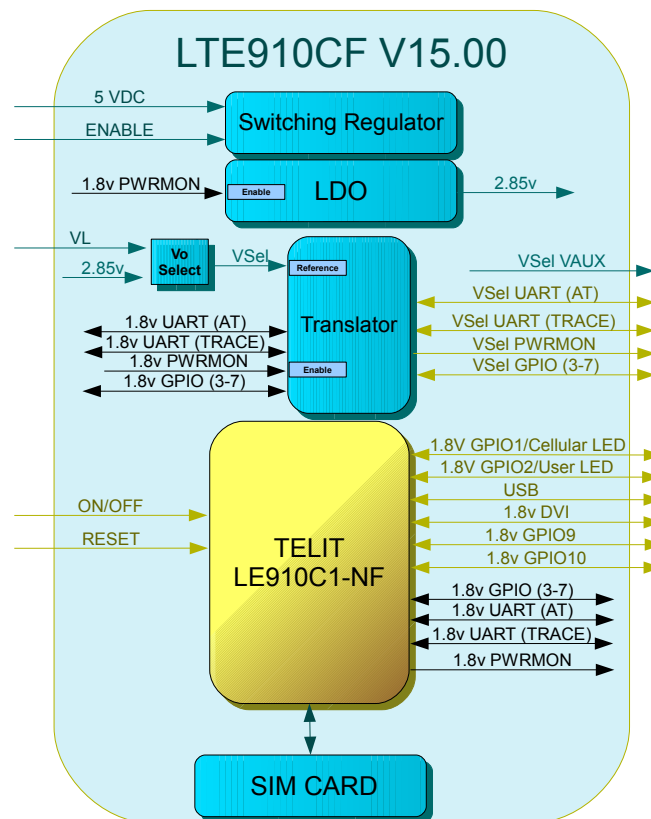 LTE910CF V15.00
5 VDC
ENABLE
Switching Regulator
1.8v PWRMON
Enable
LDO
2.85v
VL
2.85v
Vo
Select
VSel
Reference
Translator
Enable
1.8v UART (AT)
1.8v UART (TRACE)
1.8v PWRMON
1.8v GPIO (3-7)
VSel VAUX
VSel UART (AT)
VSel UART (TRACE)
VSel PWRMON
VSel GPIO (3-7)
ON/OFF
RESET
TELIT
LE910C1-NF
1.8V GPIO1/Cellular LED
1.8V GPIO2/User LED
USB
1.8v DVI
1.8v GPIO9
1.8v GPIO10
1.8v GPIO (3-7)
1.8v UART (AT)
1.8v UART (TRACE)
1.8v PWRMON
SIM CARD